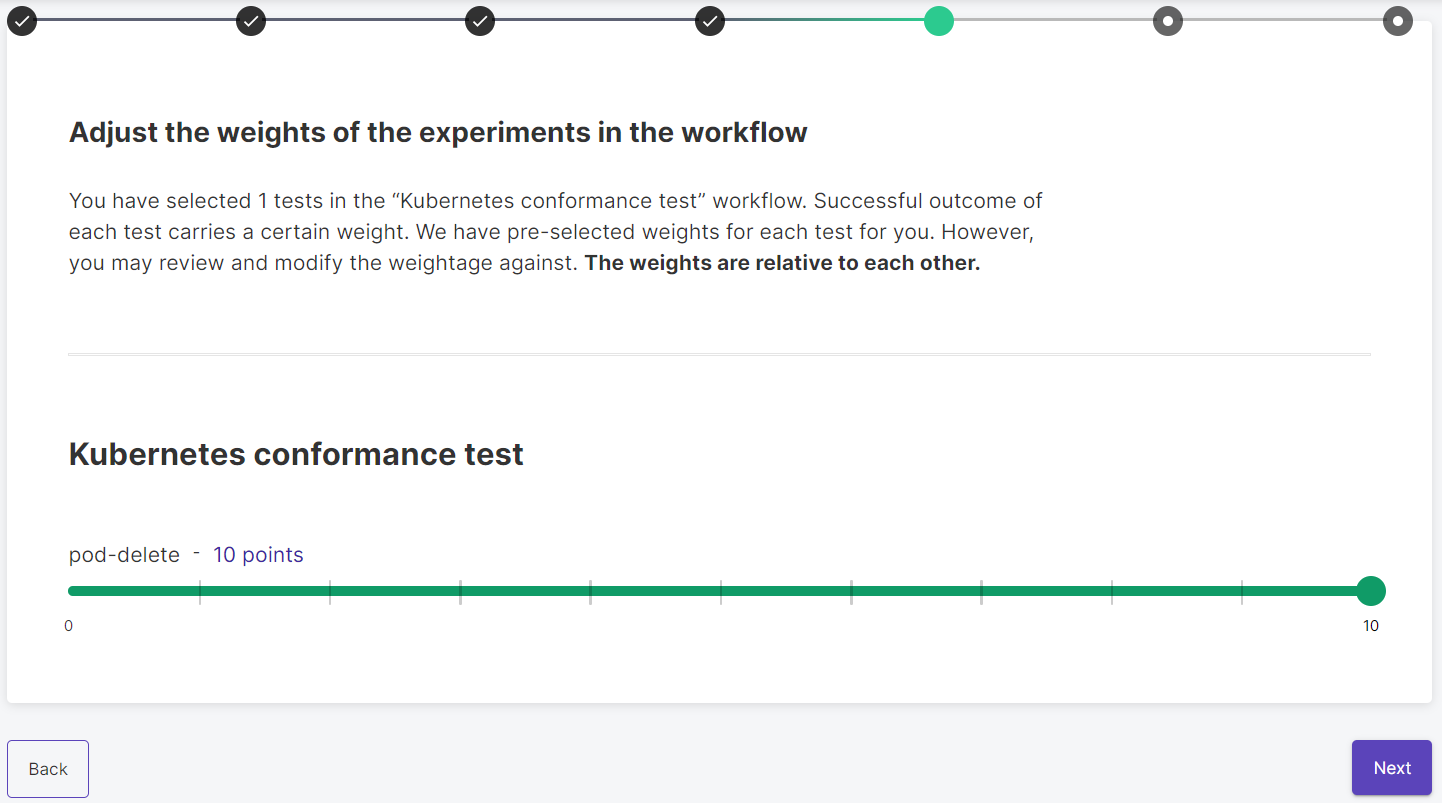 Adjust the weights of the experiments in the workflow
You have selected 1 tests in the “Kubernetes conformance test” workflow. Successful outcome of
each test carries a certain weight. We have pre-selected weights for each test for you. However,
you may review and modify the weightage against. The weights are relative to each other.
Kubernetes conformance test
pod-delete - 10 points
0 10
Back Next